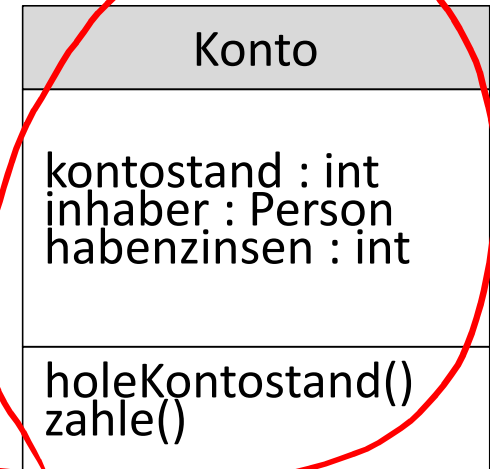 Konto
kontostand : int
inhaber : Person
habenzinsen : int
holeKontostand()
zahle()